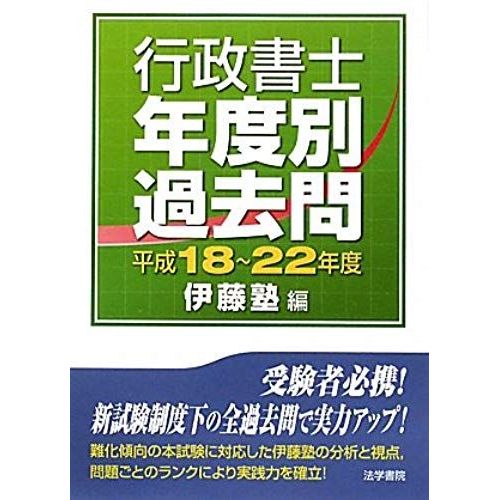 行政書士
年度別
過去問
平成18~22年度
伊藤塾 編
受験者必携!
新試験制度下の全過去問で実力アップ!
難化傾向の本試験に対応した伊藤塾の分析と視点,
問題ごとのランクにより実践力を確立!
法学書院